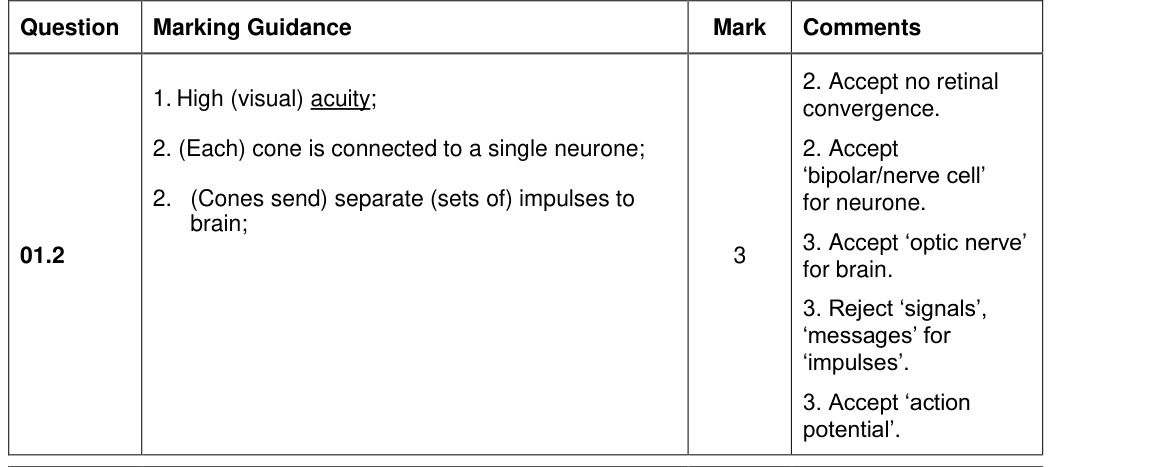 Question Marking Guidance Mark Comments
01.2
1. High (visual) acuity;
2. (Each) cone is connected to a single neurone;
2. (Cones send) separate (sets of) impulses to
brain;
3
2. Accept no retinal
convergence.
2. Accept
‘bipolar/nerve cell’
for neurone.
3. Accept ‘optic nerve’
for brain.
3. Reject ‘signals’,
‘messages’ for
‘impulses’.
3. Accept ‘action
potential’.